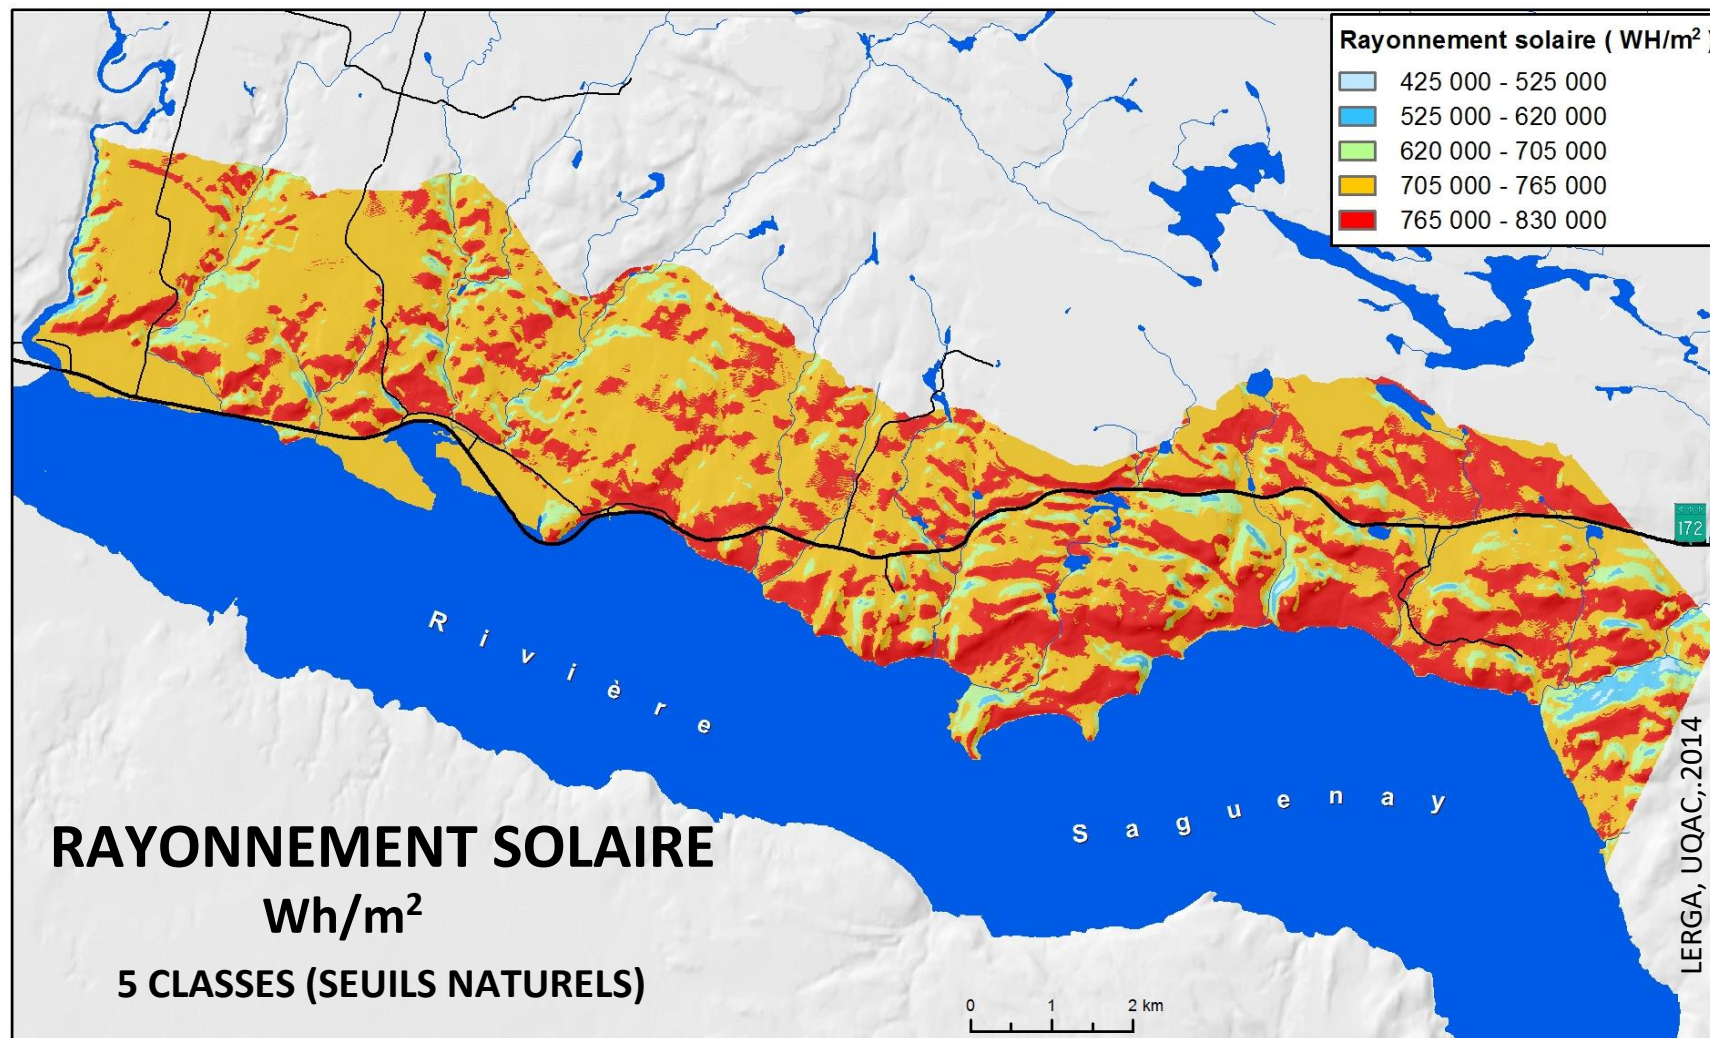 Rayonnement solaire ( WH/m² )
425 000 - 525 000
525 000 - 620 000
620 000 - 705 000
705 000 - 765 000
765 000 - 830 000
172
Rivière
Saguenay
RAYONNEMENT SOLAIRE
Wh/m²
5 CLASSES (SEUILS NATURELS)
0 1 2 km
LERGA, UQAC,.2014